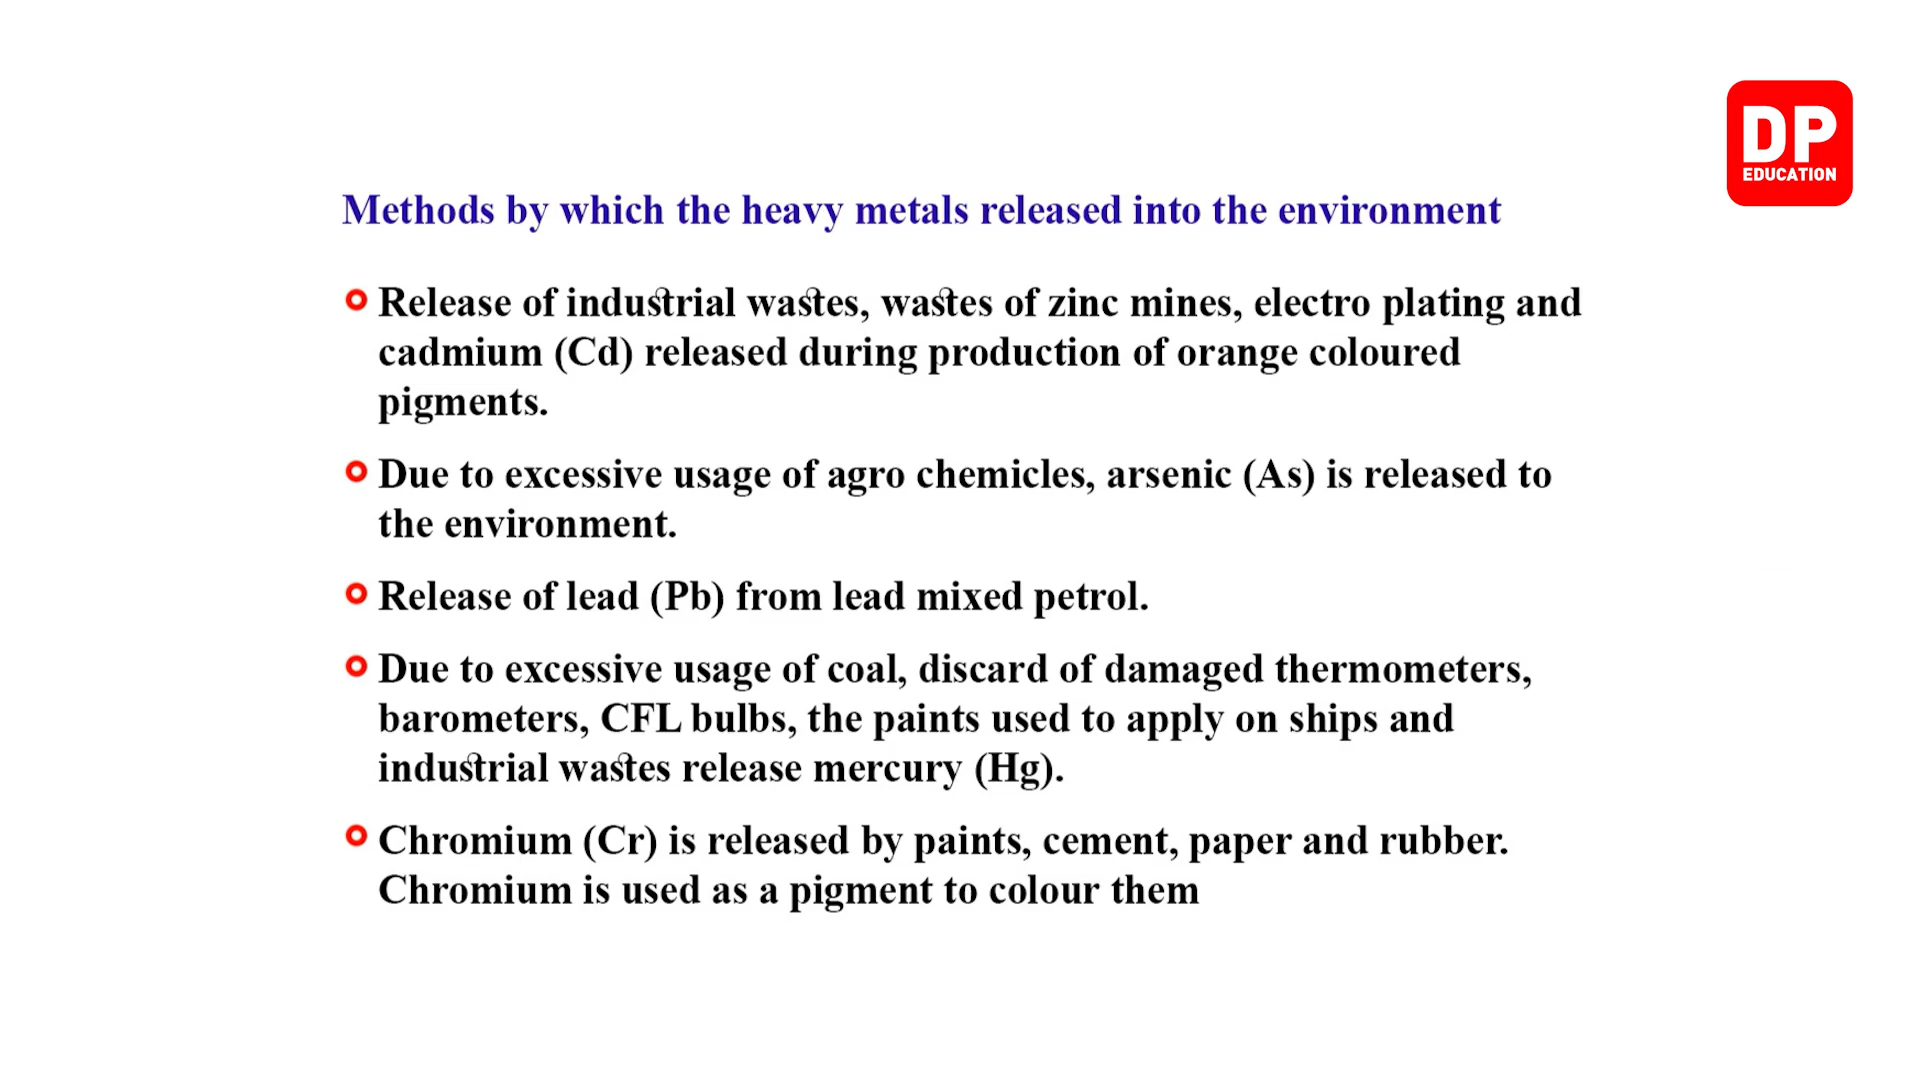 DP
EDUCATION
Methods by which the heavy metals released into the environment
Release of industrial wastes, wastes of zinc mines, electro plating and
cadmium (Cd) released during production of orange coloured
pigments.
Due to excessive usage of agro chemicles, arsenic (As) is released to
the environment.
Release of lead (Pb) from lead mixed petrol.
Due to excessive usage of coal, discard of damaged thermometers,
barometers, CFL bulbs, the paints used to apply on ships and
industrial wastes release mercury (Hg).
Chromium (Cr) is released by paints, cement, paper and rubber.
Chromium is used as a pigment to colour them